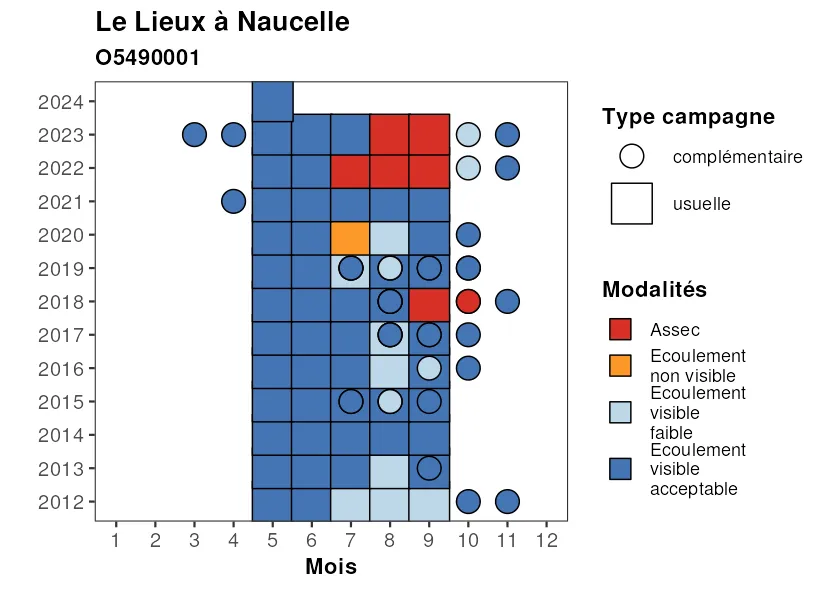 Le Lieux à Naucelle
O5490001
2024
2023
2022
2021
2020
2019
2018
2017
2016
2015
2014
2013
2012
1 2 3 4 5 6 7 8 9 10 11 12
Mois
Type campagne
complémentaire
usuelle
Modalités
Assec
Ecoulement
non visible
Ecoulement
visible
faible
Ecoulement
visible
acceptable